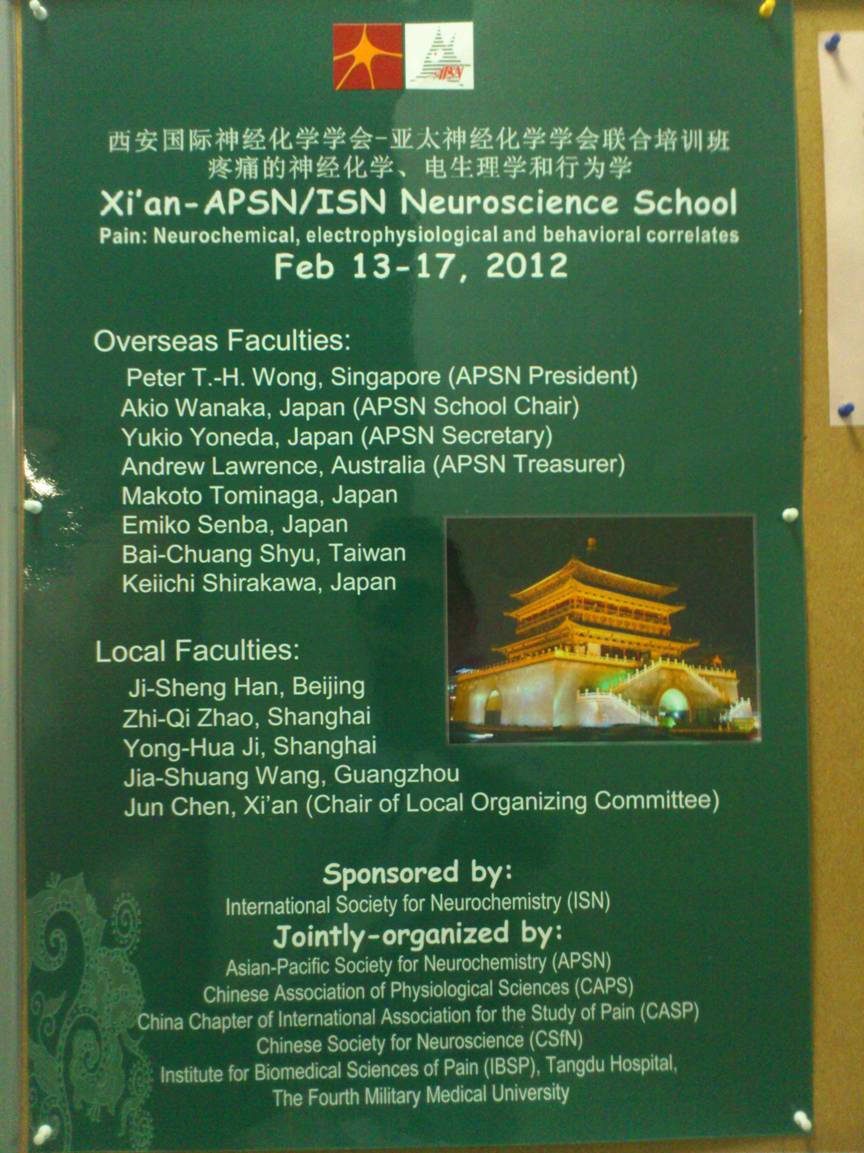 APSN
西安国际神经化学学会-亚太神经化学学会联合培训班
疼痛的神经化学、电生理学和行为学
Xi'an-APSN/ISN Neuroscience School
Pain: Neurochemical, electrophysiological and behavioral correlates
Feb 13-17, 2012
Overseas Faculties:
Peter T.-H. Wong, Singapore (APSN President)
Akio Wanaka, Japan (APSN School Chair)
Yukio Yoneda, Japan (APSN Secretary)
Andrew Lawrence, Australia (APSN Treasurer)
Makoto Tominaga, Japan
Emiko Senba, Japan
Bai-Chuang Shyu, Taiwan
Keiichi Shirakawa, Japan
Local Faculties:
Ji-Sheng Han, Beijing
Zhi-Qi Zhao, Shanghai
Yong-Hua Ji, Shanghai
Jia-Shuang Wang, Guangzhou
Jun Chen, Xi'an (Chair of Local Organizing Committee)
Sponsored by:
International Society for Neurochemistry (ISN)
Jointly-organized by:
Asian-Pacific Society for Neurochemistry (APSN)
Chinese Association of Physiological Sciences (CAPS)
China Chapter of International Association for the Study of Pain (CASP)
Chinese Society for Neuroscience (CSfN)
Institute for Biomedical Sciences of Pain (IBSP), Tangdu Hospital,
The Fourth Military Medical University